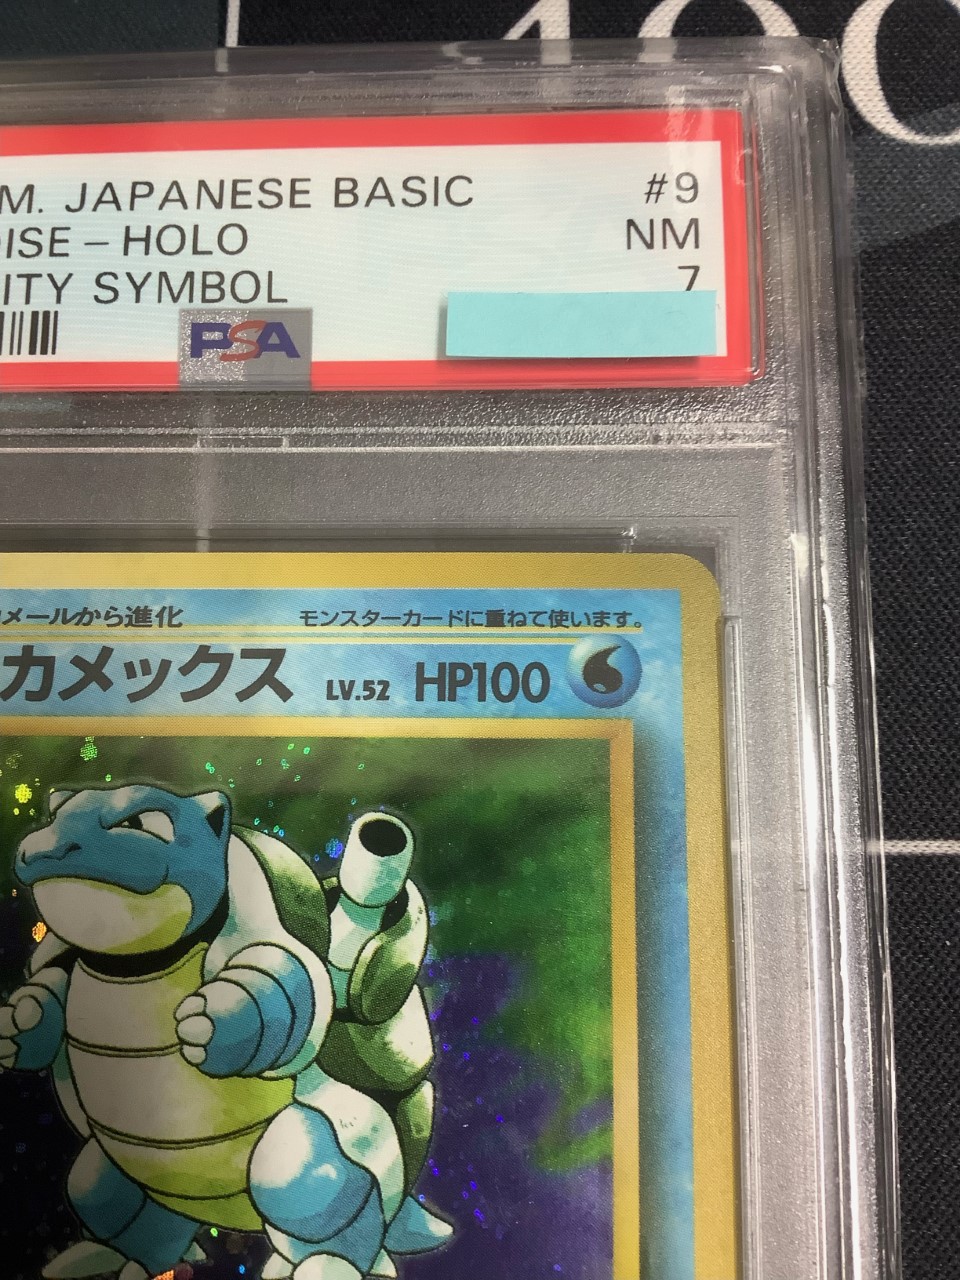 100
M. JAPANESE BASIC #9
OISE – HOLO NM
ITY SYMBOL 7
PSA
メールから進化 モンスターカードに重ねて使います。
カメックス LV.52 HP100